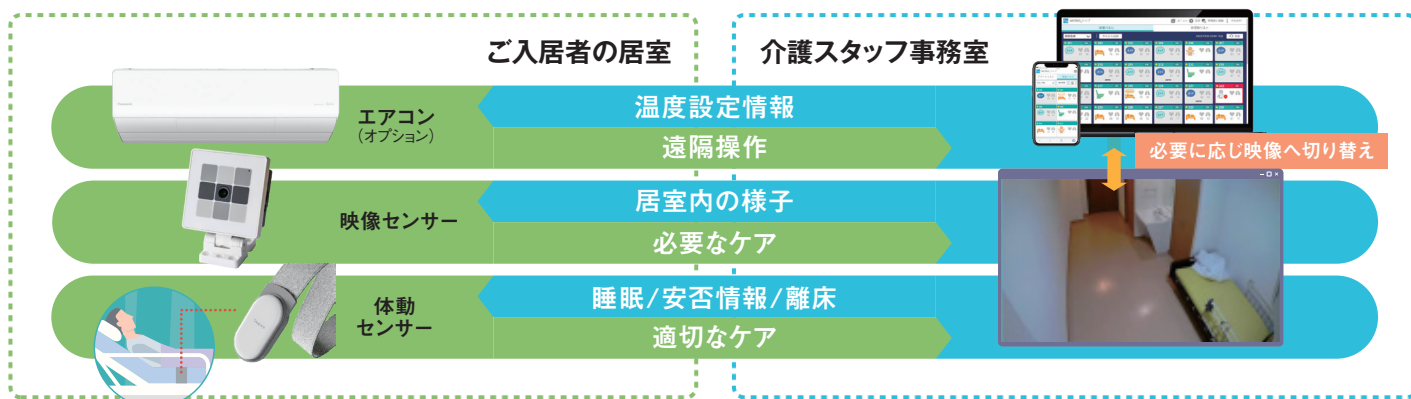 ご入居者の居室
介護スタッフ事務室
エアコン
(オプション)
温度設定情報
遠隔操作
必要に応じ映像へ切り替え
映像センサー
居室内の様子
必要なケア
体動
センサー
睡眠/安否情報/離床
適切なケア